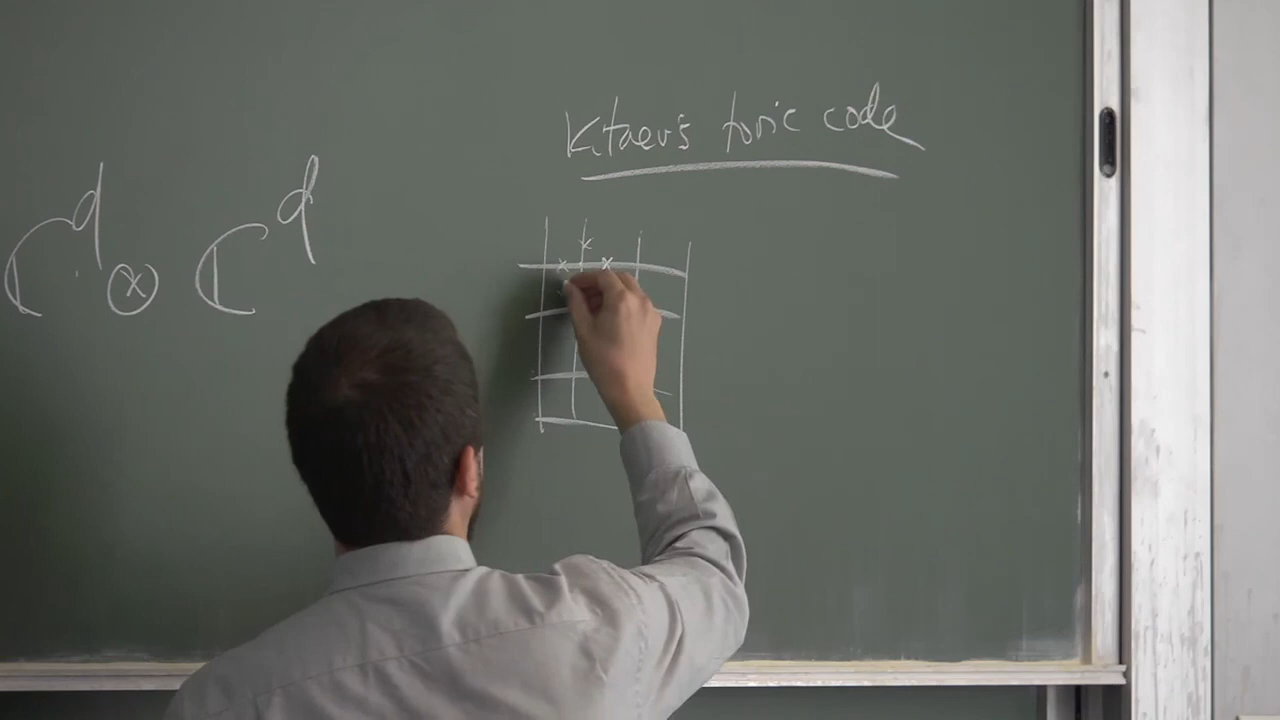 Kitaev's toric code
ℂ^d ⊗ ℂ^d
x
x x